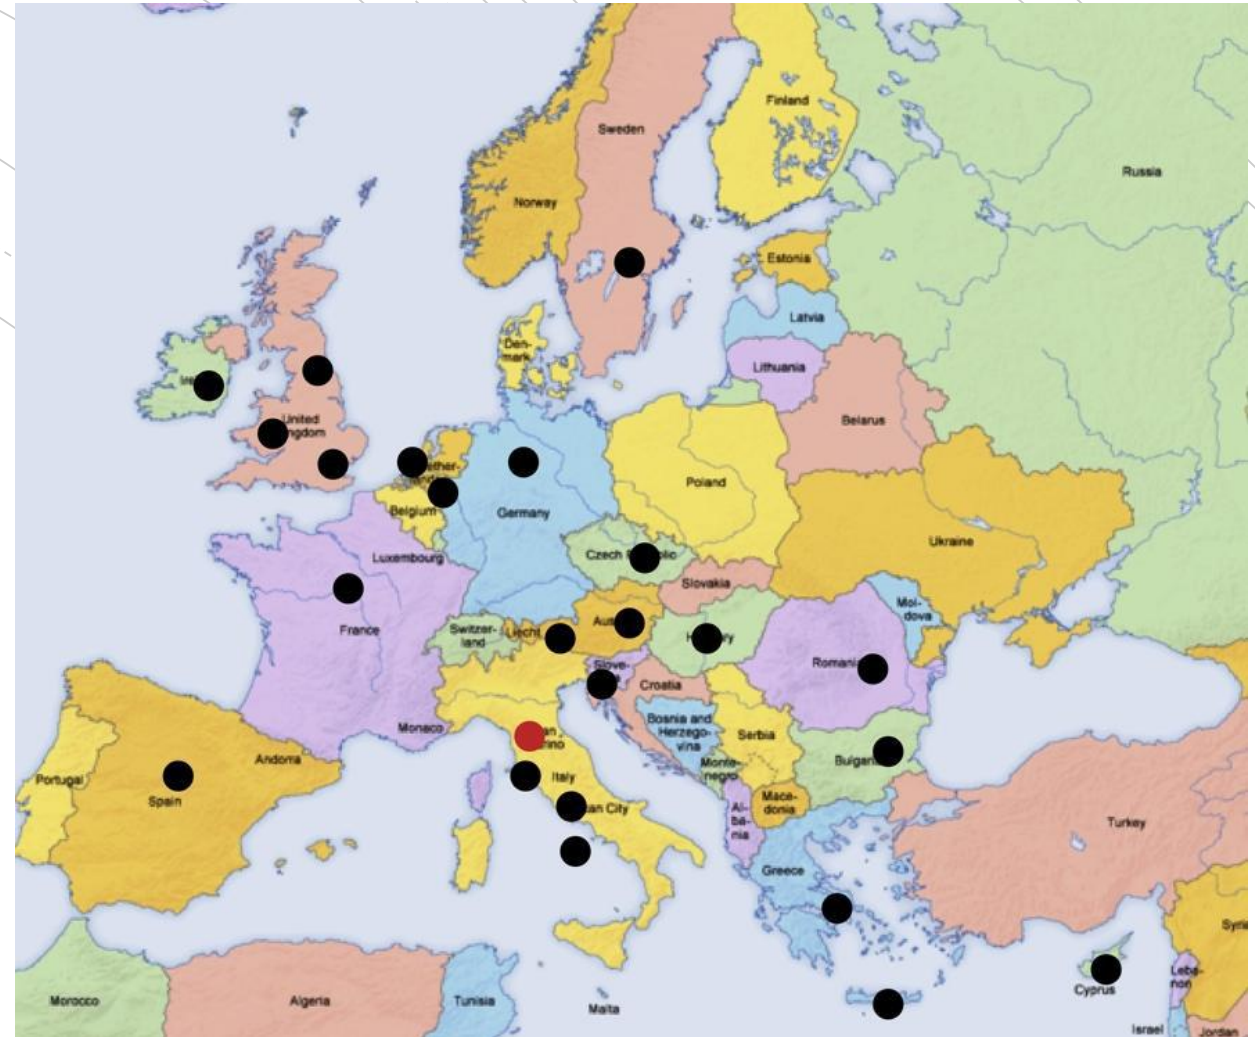 Finland
Sweden
Russia
Norway
Estonia
Latvia
Den-
mark
Lithuania
Belarus
United
Poland
Belgium
Germany
Ukraine
Luxembourg
Czech
Slovakia
Mol-
dova
France
Switzer-
land
Liecht
Slove-
Romania
Croatia
Monaco
Bosnia and
Herzego-
vina
Serbia
Andorra
Portugal
Spain
Italy
Monte-
negro
City
Mace-
donia
Al-
ba-
nia
Turkey
Greece
Syria
Leba-
non
Cyprus
Morocco
Algeria
Tunisia
Malta
Israel
Jordan